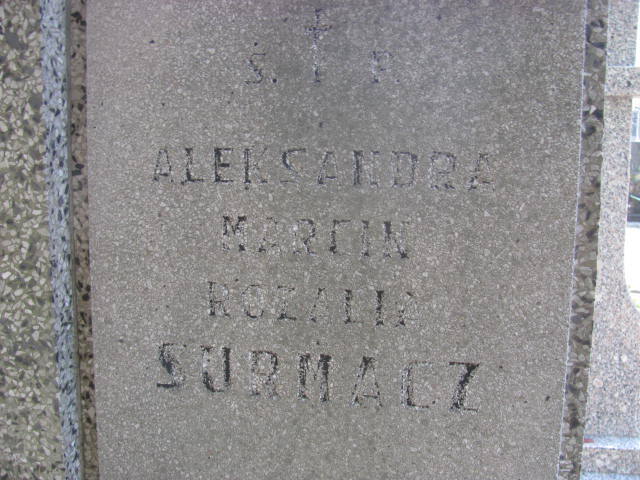 Ś. P.
ALEKSANDRA
MARCIN
ROZALIA
SURMACZ